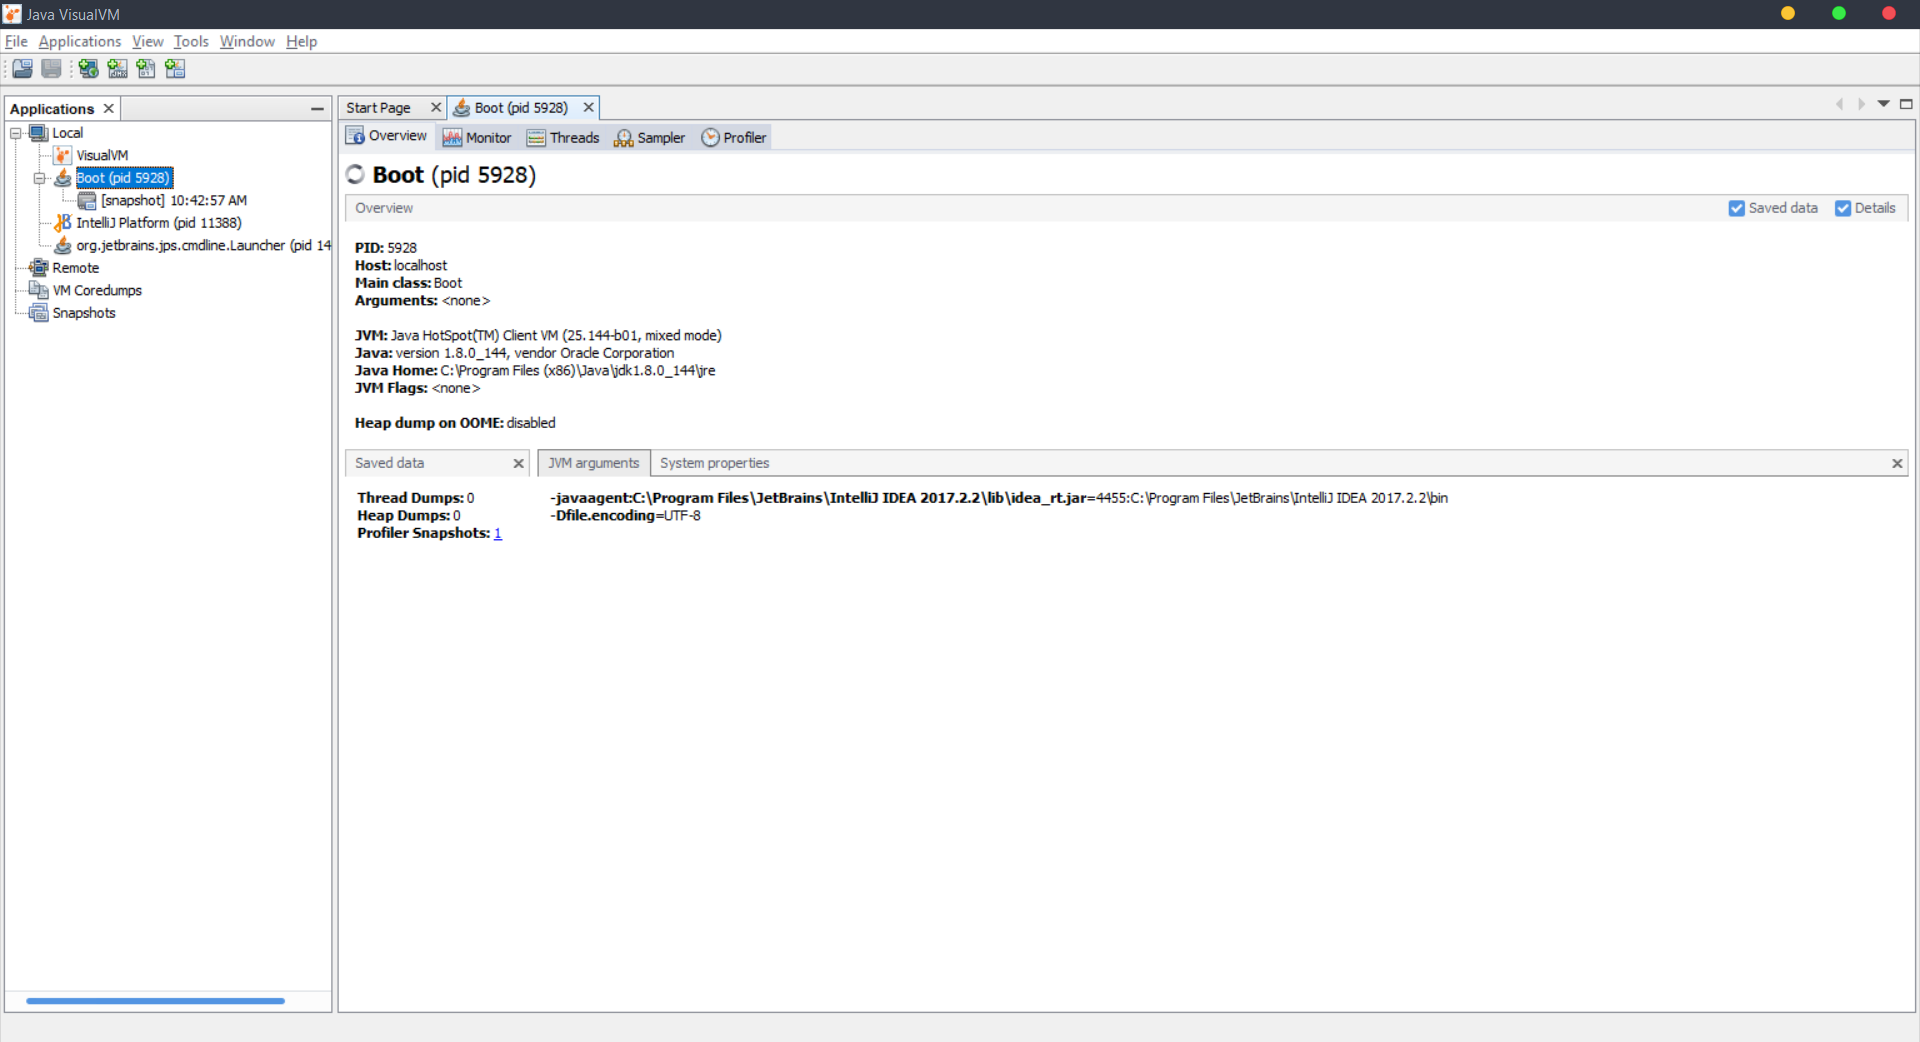 Java VisualVM
File Applications View Tools Window Help
Applications
Local
VisualVM
Boot (pid 5928)
[snapshot] 10:42:57 AM
IntelliJ Platform (pid 11388)
org.jetbrains.jps.cmdline.Launcher (pid 14
Remote
VM Coredumps
Snapshots
Start Page Boot (pid 5928)
Overview Monitor Threads Sampler Profiler
Boot (pid 5928)
Overview Saved data Details
PID: 5928
Host: localhost
Main class: Boot
Arguments: <none>
JVM: Java HotSpot(TM) Client VM (25.144-b01, mixed mode)
Java: version 1.8.0_144, vendor Oracle Corporation
Java Home: C:\Program Files (x86)\Java\jdk1.8.0_144\jre
JVM Flags: <none>
Heap dump on OOME: disabled
Saved data
Thread Dumps: 0
Heap Dumps: 0
Profiler Snapshots: 1
JVM arguments System properties
-javaagent:C:\Program Files\JetBrains\IntelliJ IDEA 2017.2.2\lib\idea_rt.jar=4455:C:\Program Files\JetBrains\IntelliJ IDEA 2017.2.2\bin
-Dfile.encoding=UTF-8